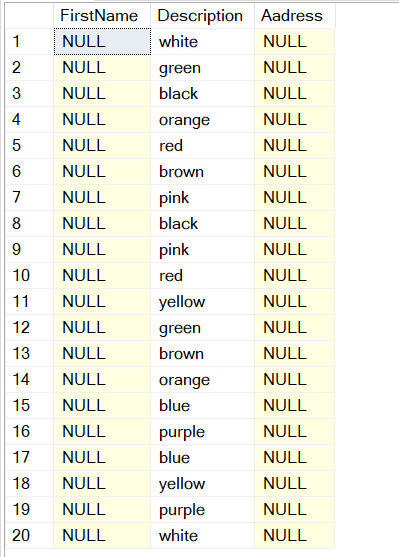 FirstName Description Aadress
1 NULL white NULL
2 NULL green NULL
3 NULL black NULL
4 NULL orange NULL
5 NULL red NULL
6 NULL brown NULL
7 NULL pink NULL
8 NULL black NULL
9 NULL pink NULL
10 NULL red NULL
11 NULL yellow NULL
12 NULL green NULL
13 NULL brown NULL
14 NULL orange NULL
15 NULL blue NULL
16 NULL purple NULL
17 NULL blue NULL
18 NULL yellow NULL
19 NULL purple NULL
20 NULL white NULL